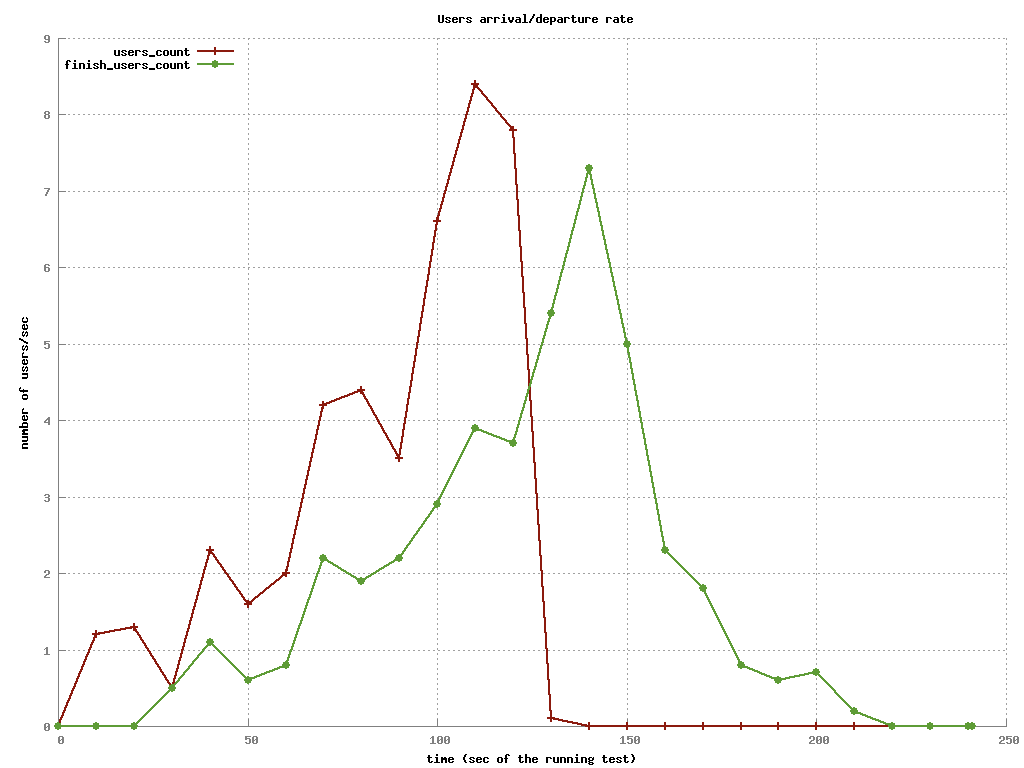 Users arrival/departure rate
users_count
finish_users_count
9
8
7
6
5
4
3
2
1
0
number of users/sec
0 50 100 150 200 250
time (sec of the running test)